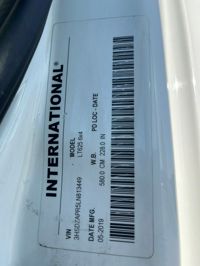 INTERNATIONAL®
MODEL
LT625 6x4
W.B. PD LOC - DATE
580.0 CM 228.0 IN
VIN DATE MFG.
3HSDZAPR5LN813449 05-2019